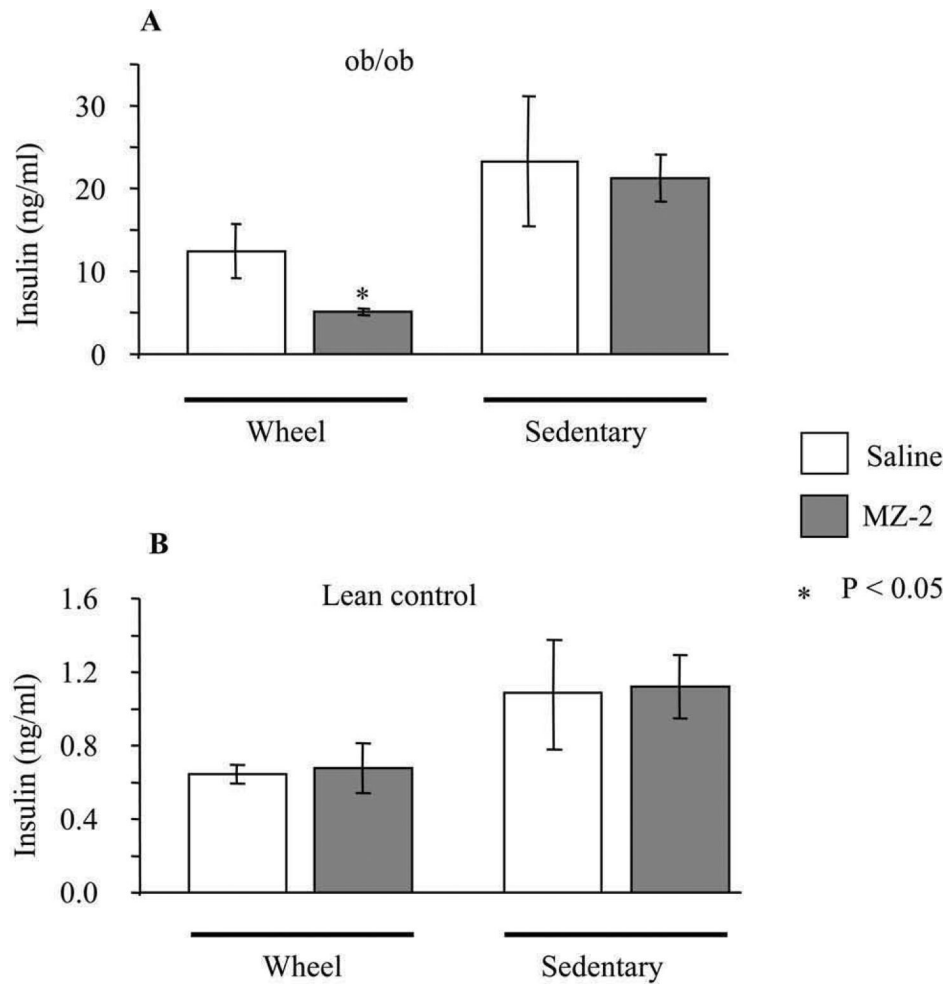 A
ob/ob
Insulin (ng/ml)
30
20
10
0
Wheel
Sedentary
Saline
MZ-2
* P < 0.05
B
Lean control
Insulin (ng/ml)
1.6
1.2
0.8
0.4
0.0
Wheel
Sedentary
*